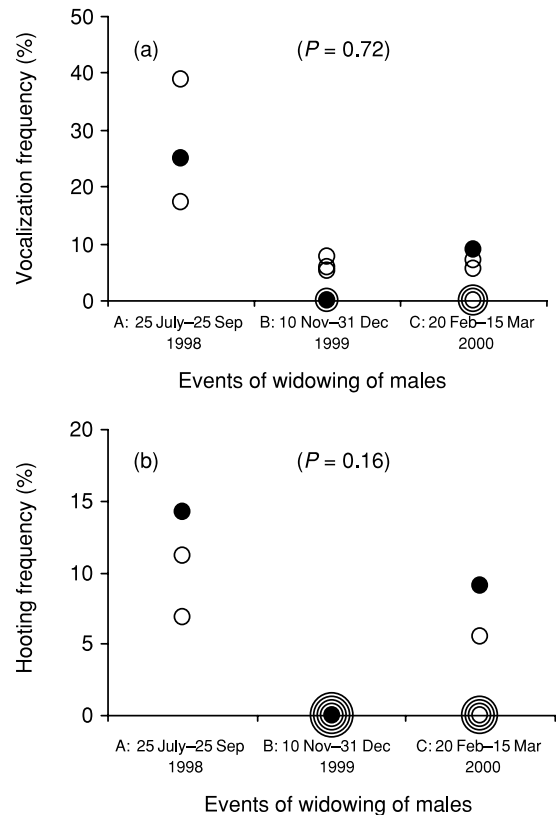 50
(a)
(P = 0.72)
40
30
20
10
0
Vocalization frequency (%)
A: 25 July–25 Sep B: 10 Nov–31 Dec C: 20 Feb–15 Mar
1998 1999 2000
Events of widowing of males
20
(b)
(P = 0.16)
15
10
5
0
Hooting frequency (%)
A: 25 July–25 Sep B: 10 Nov–31 Dec C: 20 Feb–15 Mar
1998 1999 2000
Events of widowing of males